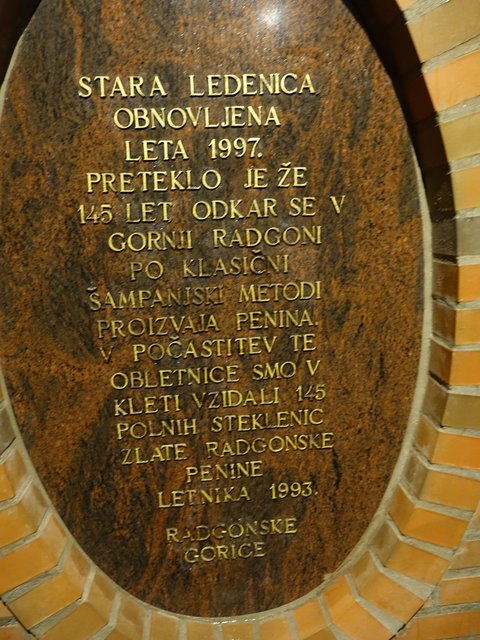 STARA LEDENICA
OBNOVLJENA
LETA 1997.
PRETEKLO JE ŽE
145 LET ODKAR SE V
GORNJI RADGONI
PO KLASIČNI
ŠAMPANJSKI METODI
PROIZVAJA PENINA.
V POČASTITEV TE
OBLETNICE SMO V
KLETI VZIDALI 145
POLNIH STEKLENIC
ZLATE RADGONSKE
PENINE
LETNIKA 1993.
RADGONSKE
GORICE